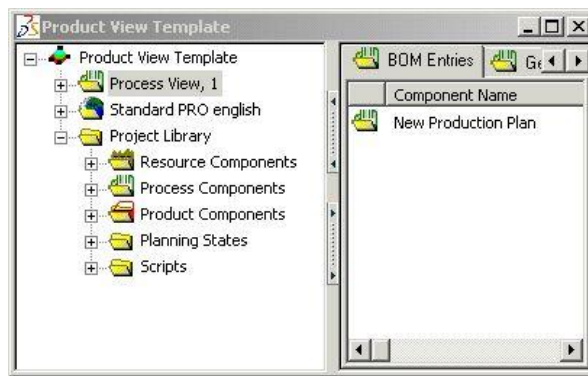 Product View Template
Product View Template
Process View, 1
Standard PRO english
Project Library
Resource Components
Process Components
Product Components
Planning States
Scripts
BOM Entries
Component Name
New Production Plan